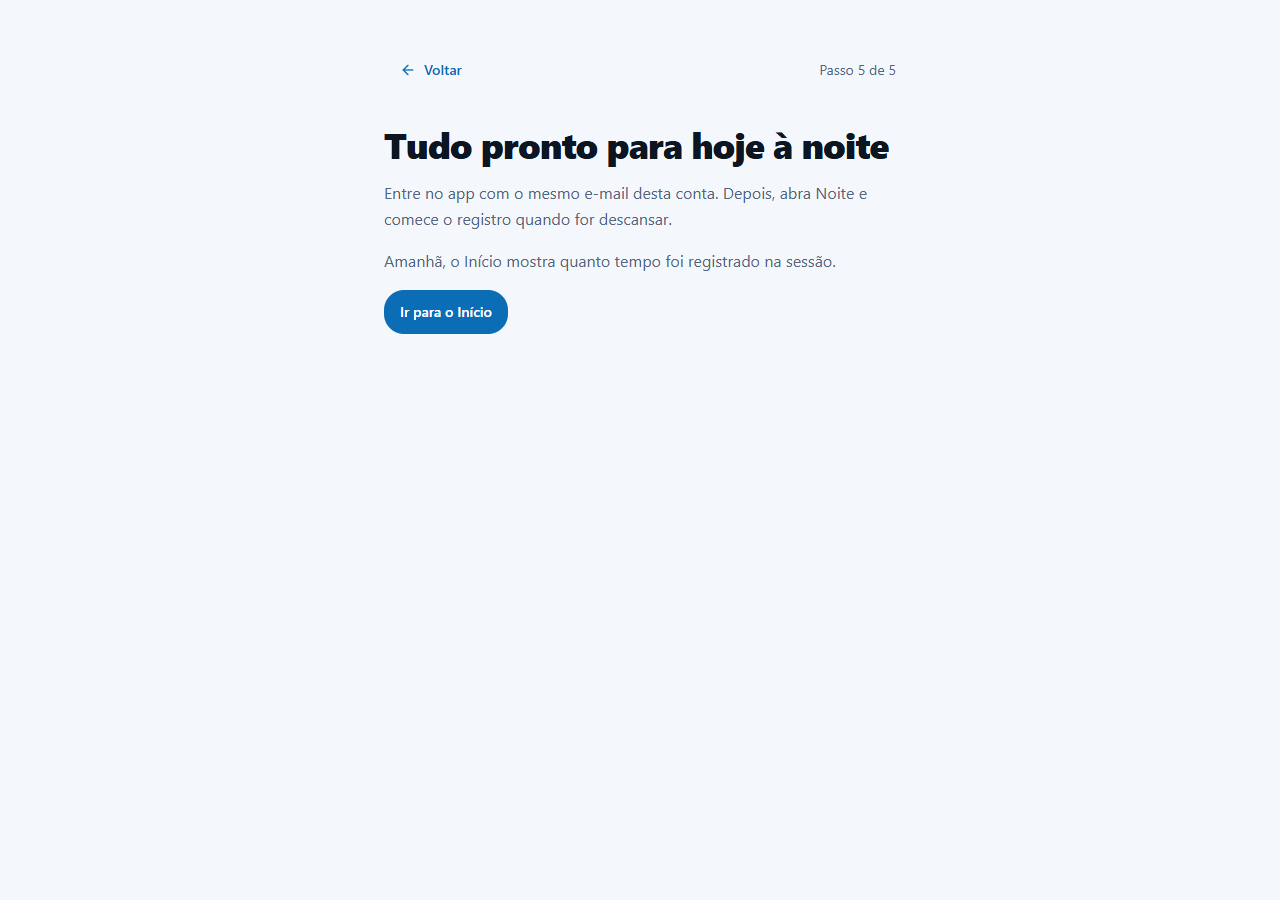 Voltar
Passo 5 de 5
Tudo pronto para hoje à noite
Entre no app com o mesmo e-mail desta conta. Depois, abra Noite e
comece o registro quando for descansar.
Amanhã, o Início mostra quanto tempo foi registrado na sessão.
Ir para o Início